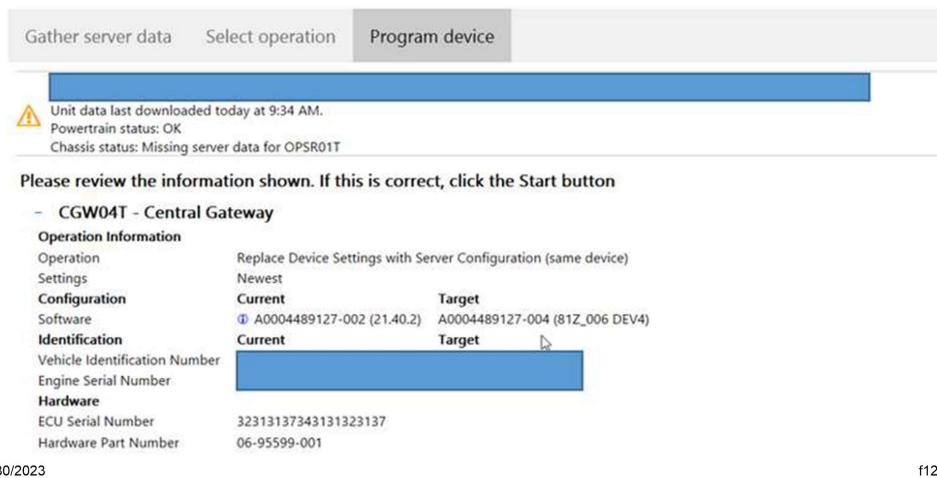 Gather server data Select operation Program device
Unit data last downloaded today at 9:34 AM.
Powertrain status: OK
Chassis status: Missing server data for OPSR01T
Please review the information shown. If this is correct, click the Start button
− CGW04T - Central Gateway
Operation Information
Operation Replace Device Settings with Server Configuration (same device)
Settings Newest
Configuration Current Target
Software A0004489127-002 (21.40.2) A0004489127-004 (81Z_006 DEV4)
Identification Current Target
Vehicle Identification Number
Engine Serial Number
Hardware
ECU Serial Number 32313137343131323137
Hardware Part Number 06-95599-001
30/2023 f12